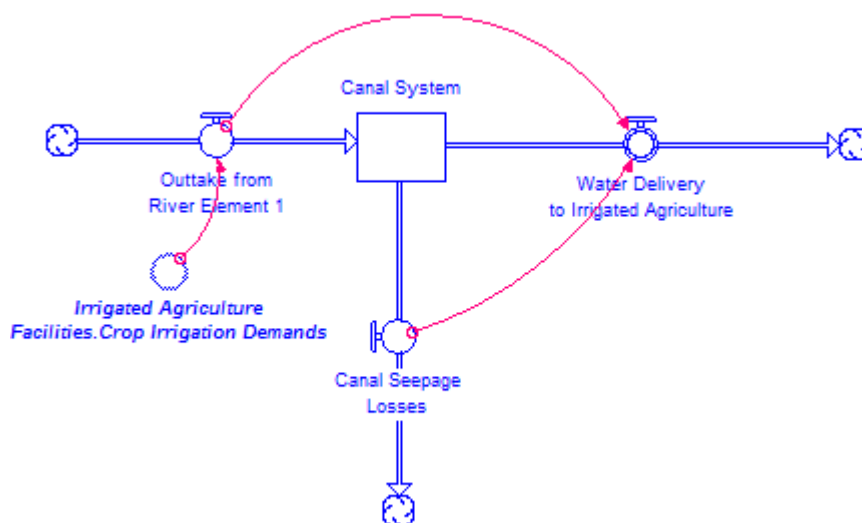 Canal System
Outtake from
River Element 1
Water Delivery
to Irrigated Agriculture
Irrigated Agriculture
Facilities.Crop Irrigation Demands
Canal Seepage
Losses